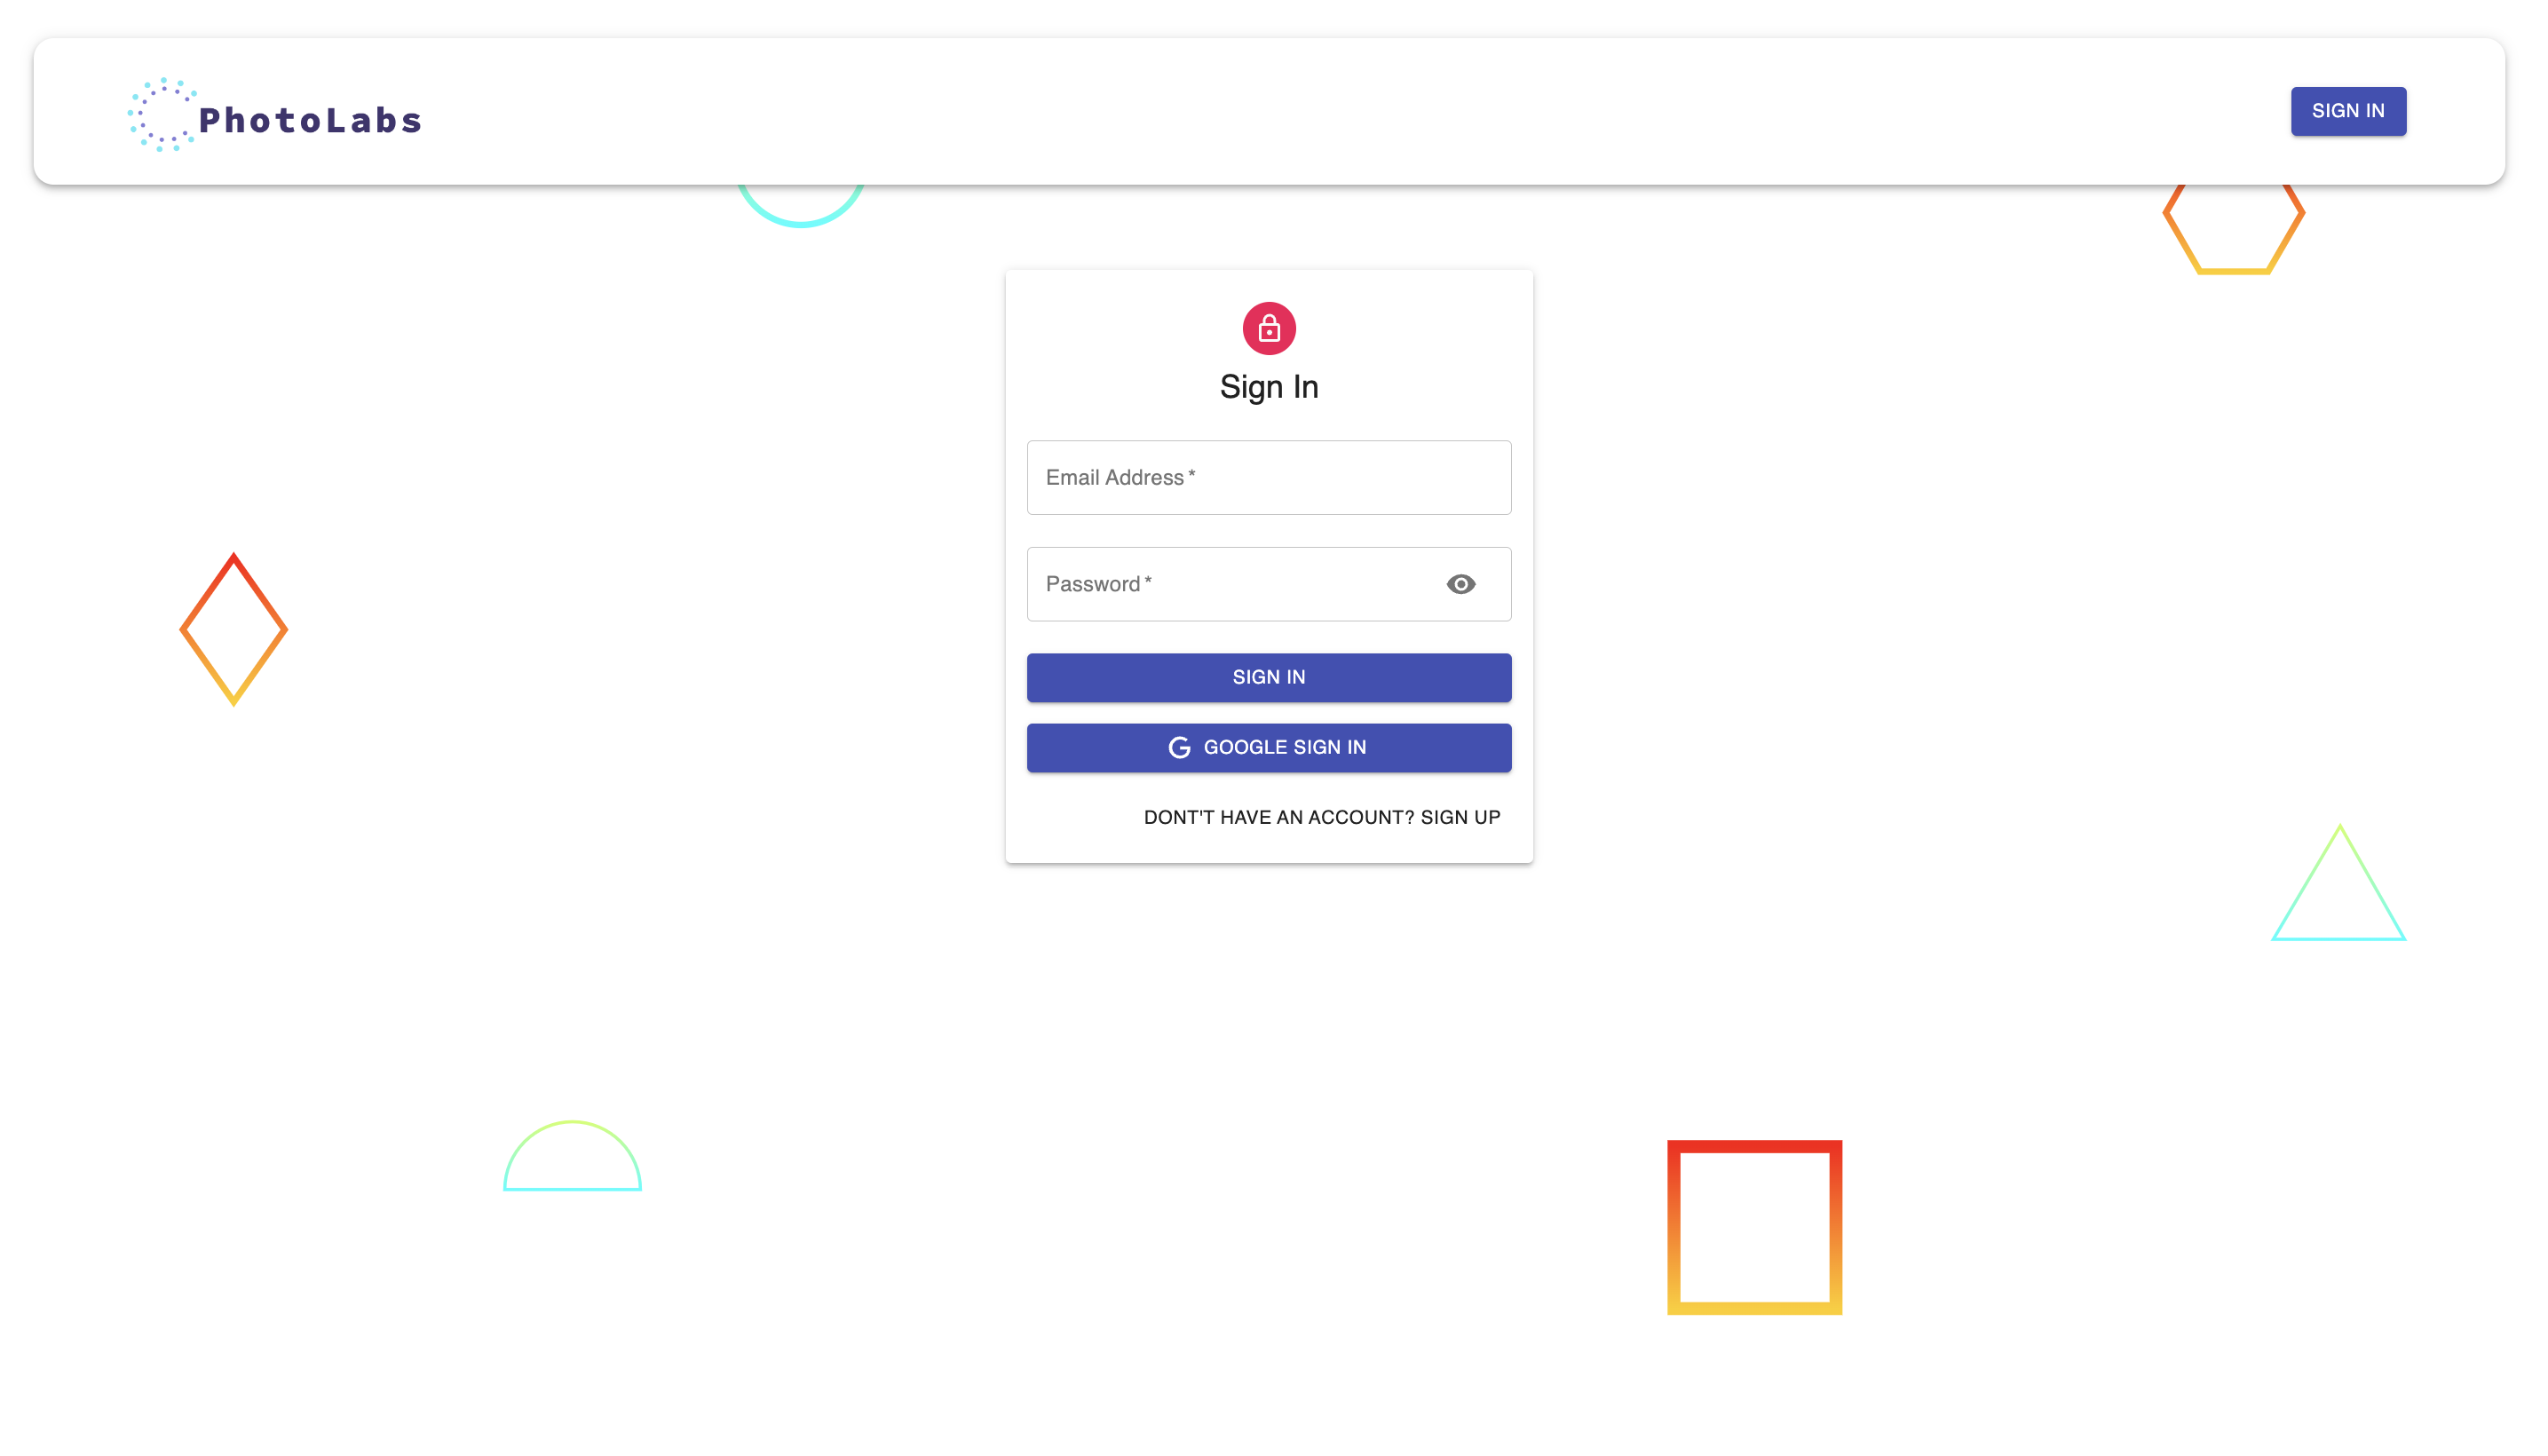 PhotoLabs
SIGN IN
Sign In
Email Address *
Password *
SIGN IN
GOOGLE SIGN IN
DONT'T HAVE AN ACCOUNT? SIGN UP